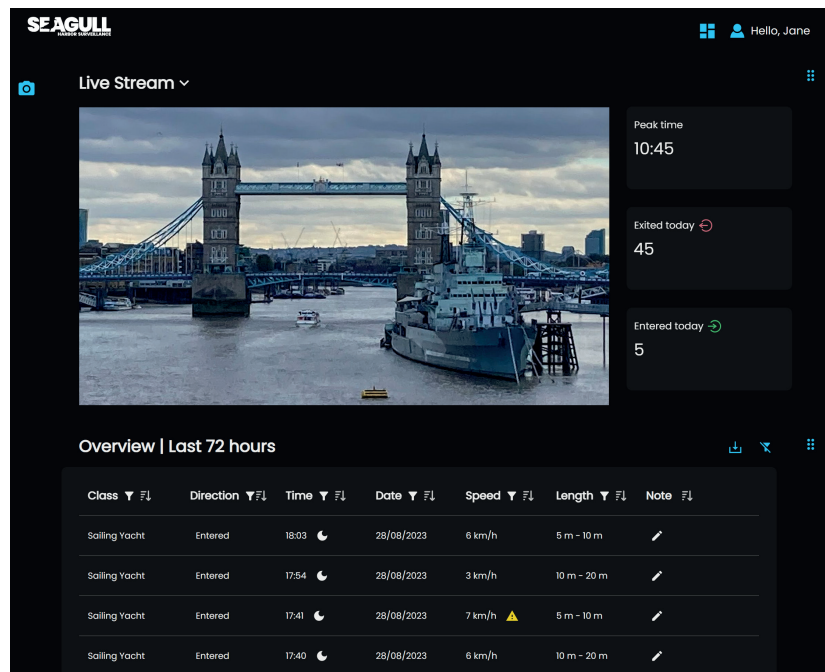 SEAGULL
HARBOR SURVEILLANCE
Hello, Jane
Live Stream
Peak time
10:45
Exited today
45
Entered today
5
Overview | Last 72 hours
Class Direction Time Date Speed Length Note
Sailing Yacht Entered 18:03 28/08/2023 6 km/h 5 m - 10 m
Sailing Yacht Entered 17:54 28/08/2023 3 km/h 10 m - 20 m
Sailing Yacht Entered 17:41 28/08/2023 7 km/h 5 m - 10 m
Sailing Yacht Entered 17:40 28/08/2023 6 km/h 10 m - 20 m